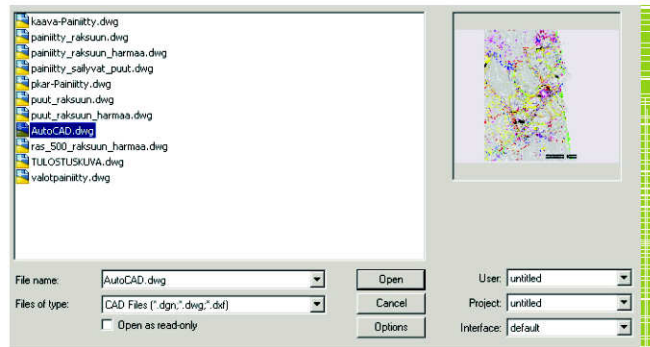 kaava-Painiitty.dwg
painiitty_raksuun.dwg
painiitty_raksuun_harmaa.dwg
painiitty_sailyvat_puut.dwg
pkar-Painiitty.dwg
puut_raksuun.dwg
puut_raksuun_harmaa.dwg
AutoCAD.dwg
ras_500_raksuun_harmaa.dwg
TULOSTUSKUVA.dwg
valotpainiitty.dwg
File name: AutoCAD.dwg Open User: untitled
Files of type: CAD Files (*.dgn;*.dwg;*.dxf) Cancel Project: untitled
Open as read-only Options Interface: default